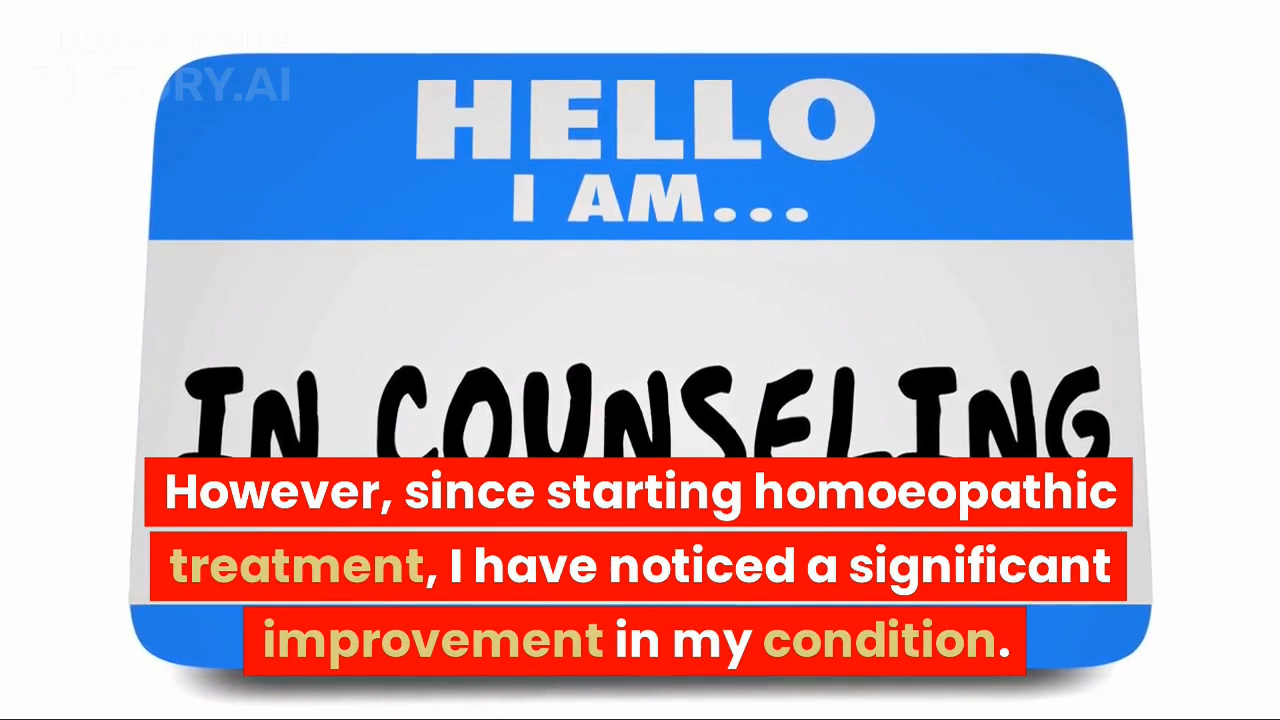 HELLO
I AM...
IN COUNSELING
However, since starting homoeopathic
treatment, I have noticed a significant
improvement in my condition.